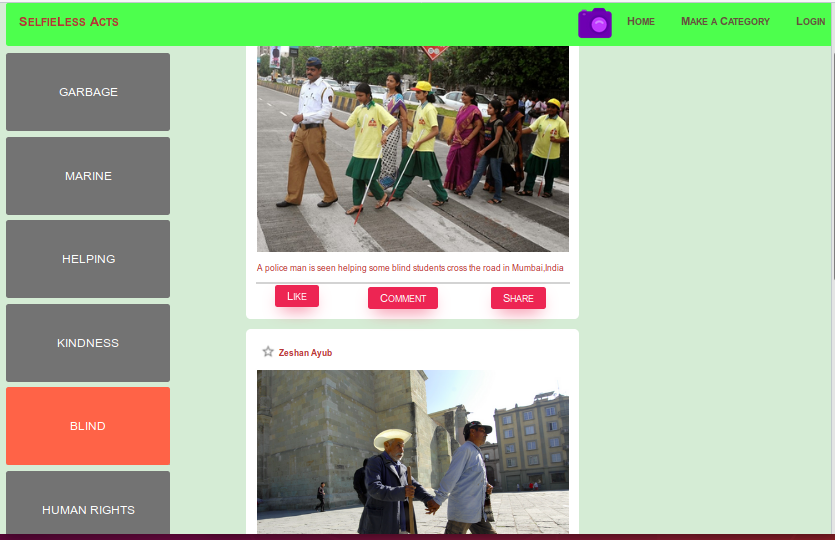 SELFIELESS ACTS
HOME
MAKE A CATEGORY
LOGIN
GARBAGE
MARINE
HELPING
KINDNESS
BLIND
HUMAN RIGHTS
A police man is seen helping some blind students cross the road in Mumbai,India
LIKE
COMMENT
SHARE
Zeshan Ayub